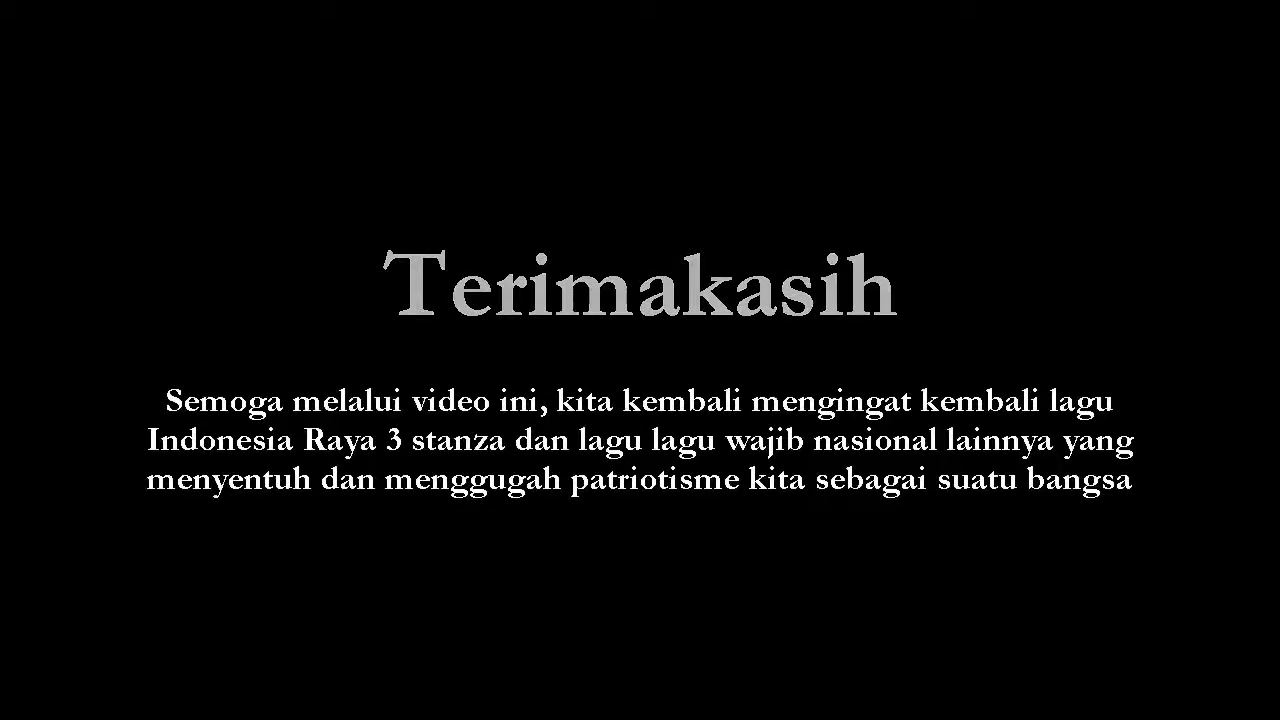 Terimakasih
Semoga melalui video ini, kita kembali mengingat kembali lagu
Indonesia Raya 3 stanza dan lagu lagu wajib nasional lainnya yang
menyentuh dan menggugah patriotisme kita sebagai suatu bangsa